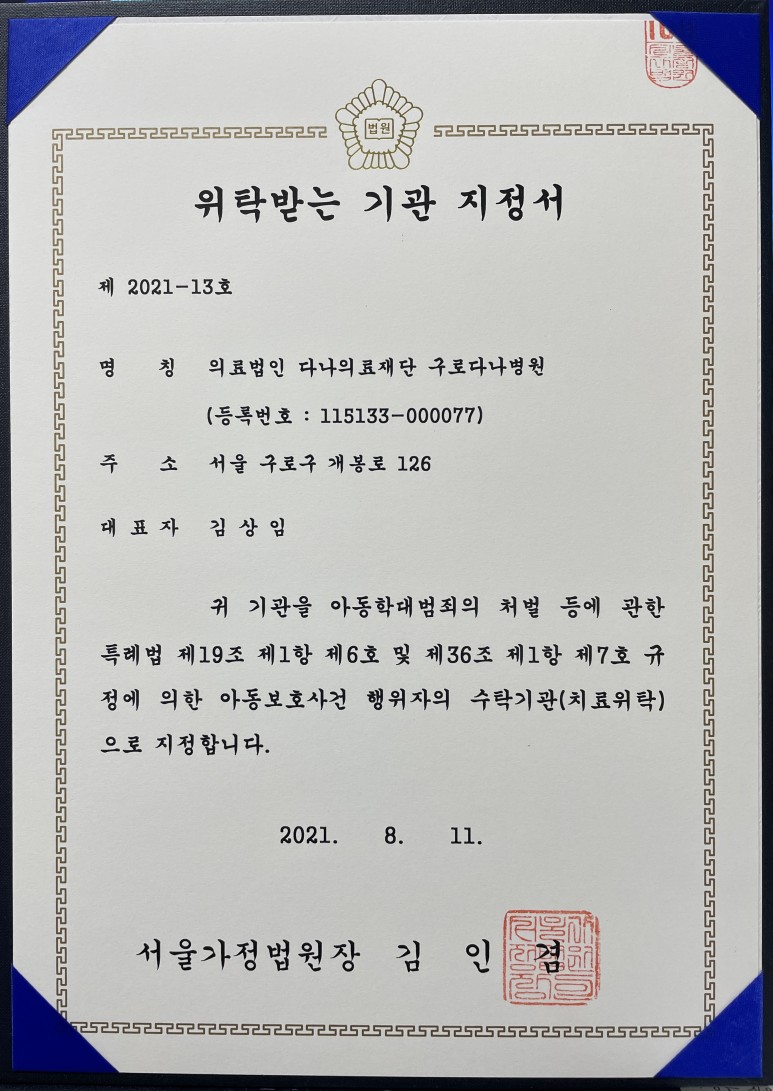 법원
위탁받는 기관 지정서
제 2021-13호
명 칭 의료법인 다나의료재단 구로다나병원
(등록번호 : 115133-000077)
주 소 서울 구로구 개봉로 126
대 표 자 김 상 임
귀 기관을 아동학대범죄의 처벌 등에 관한
특례법 제19조 제1항 제6호 및 제36조 제1항 제7호 규
정에 의한 아동보호사건 행위자의 수탁기관(치료위탁)
으로 지정합니다.
2021. 8. 11.
서울가정법원장 김 인 겸